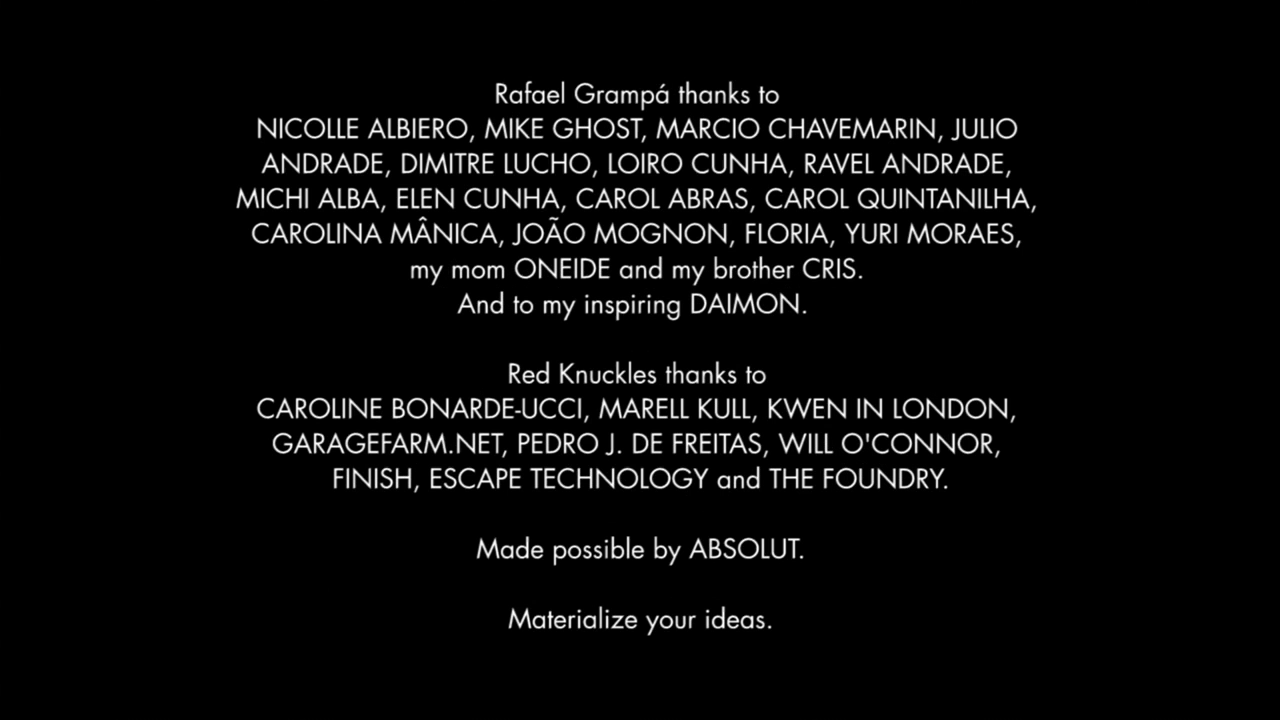 Rafael Grampá thanks to
NICOLLE ALBIERO, MIKE GHOST, MARCIO CHAVEMARIN, JULIO
ANDRADE, DIMITRE LUCHO, LOIRO CUNHA, RAVEL ANDRADE,
MICHI ALBA, ELEN CUNHA, CAROL ABRAS, CAROL QUINTANILHA,
CAROLINA MÂNICA, JOÃO MOGNON, FLORIA, YURI MORAES,
my mom ONEIDE and my brother CRIS.
And to my inspiring DAIMON.
Red Knuckles thanks to
CAROLINE BONARDE-UCCI, MARELL KULL, KWEN IN LONDON,
GARAGEFARM.NET, PEDRO J. DE FREITAS, WILL O'CONNOR,
FINISH, ESCAPE TECHNOLOGY and THE FOUNDRY.
Made possible by ABSOLUT.
Materialize your ideas.